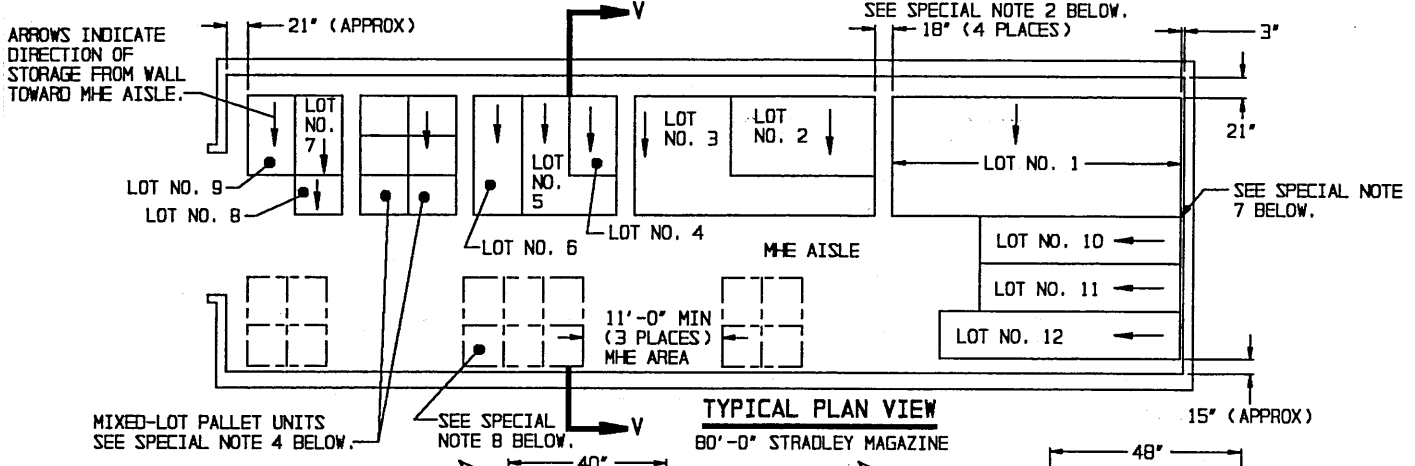 ARROWS INDICATE
DIRECTION OF
STORAGE FROM WALL
TOWARD MHE AISLE.
21" (APPROX)
V
SEE SPECIAL NOTE 2 BELOW.
18" (4 PLACES)
3"
21"
LOT
NO.
7
LOT NO. 9
LOT NO. 8
LOT
NO.
5
LOT NO. 6
LOT NO. 4
LOT
NO. 3
LOT
NO. 2
LOT NO. 1
SEE SPECIAL NOTE
7 BELOW.
MHE AISLE
LOT NO. 10
LOT NO. 11
LOT NO. 12
11'-0" MIN
(3 PLACES)
MHE AREA
MIXED-LOT PALLET UNITS
SEE SPECIAL NOTE 4 BELOW.
SEE SPECIAL
NOTE 8 BELOW.
V
TYPICAL PLAN VIEW
80'-0" STRADLEY MAGAZINE
15" (APPROX)
40"
48"